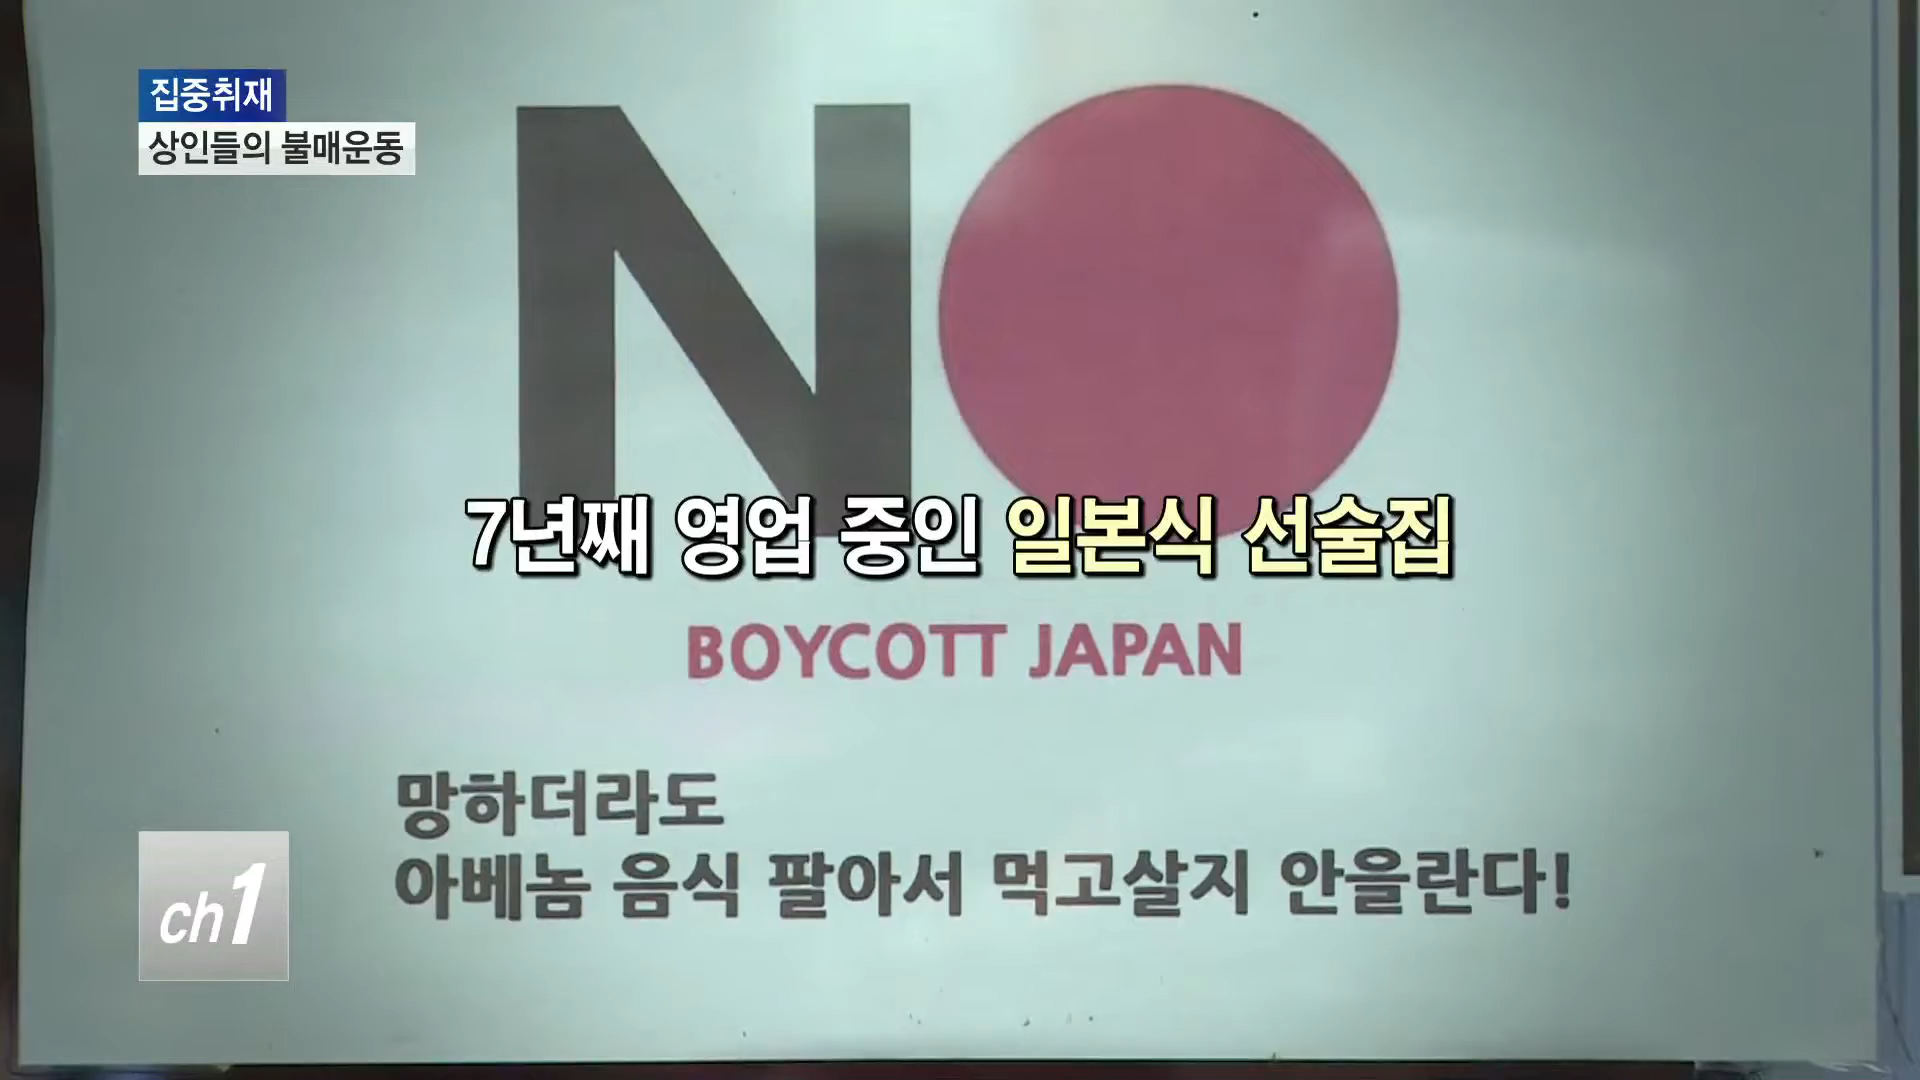 집중취재
상인들의 불매운동
NO
7년째 영업 중인 일본식 선술집
BOYCOTT JAPAN
망하더라도
아베놈 음식 팔아서 먹고살지 안을란다!
ch1